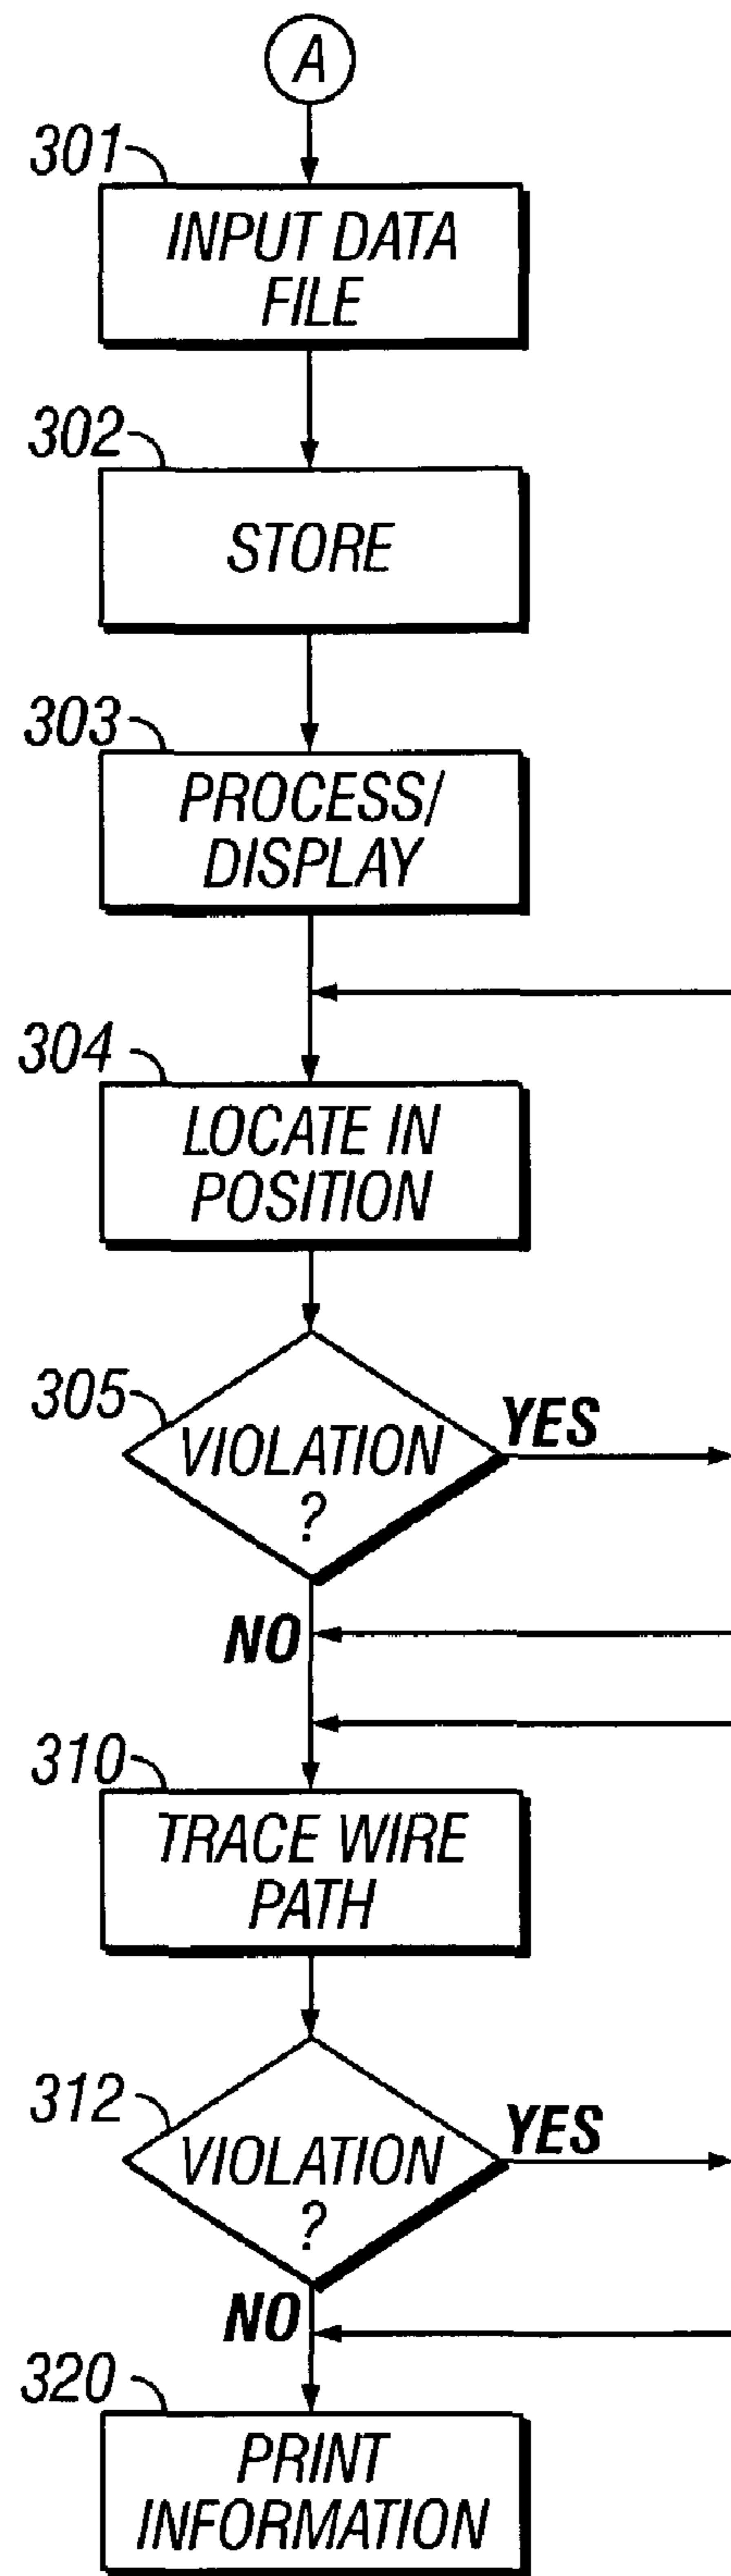 A
301
INPUT DATA
FILE
302
STORE
303
PROCESS/
DISPLAY
304
LOCATE IN
POSITION
305
VIOLATION
?
YES
NO
310
TRACE WIRE
PATH
312
VIOLATION
?
YES
NO
320
PRINT
INFORMATION